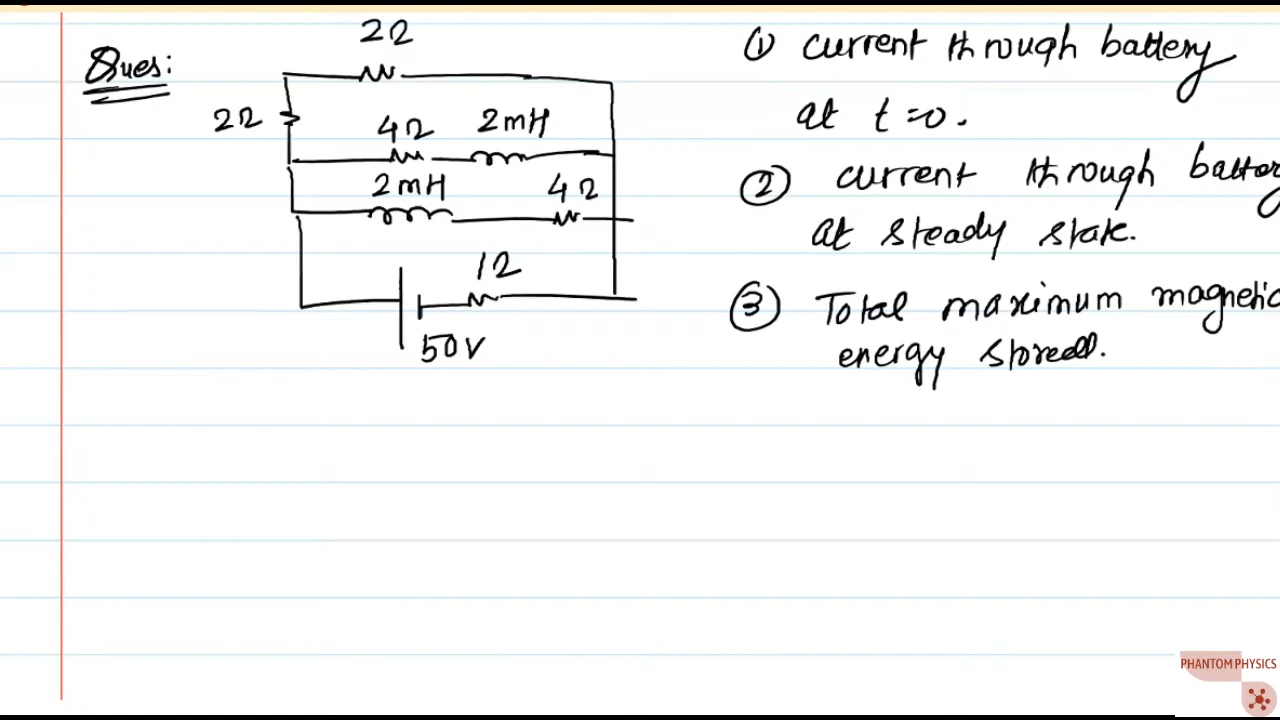 2Ω
Ques:
① current through battery
at t=0.
2Ω
4Ω 2mH
2mH 4Ω
② current through battery
at steady state.
1Ω
50V
③ Total maximum magnetic
energy stored.
PHANTOM PHYSICS